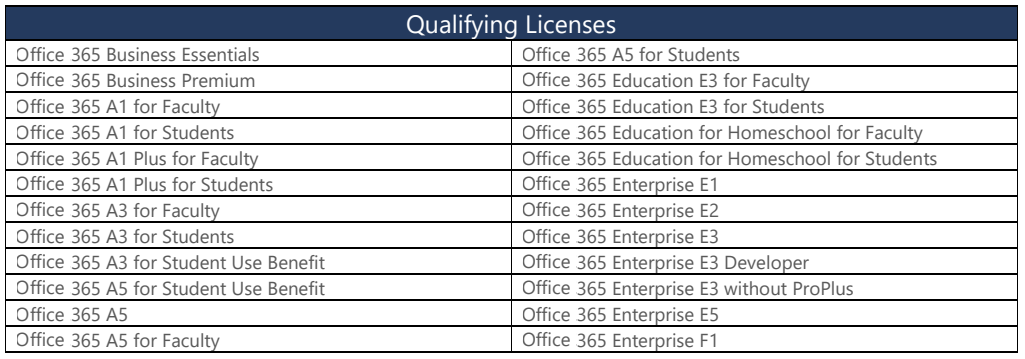 Qualifying Licenses
Office 365 Business Essentials
Office 365 A5 for Students
Office 365 Business Premium
Office 365 Education E3 for Faculty
Office 365 A1 for Faculty
Office 365 Education E3 for Students
Office 365 A1 for Students
Office 365 Education for Homeschool for Faculty
Office 365 A1 Plus for Faculty
Office 365 Education for Homeschool for Students
Office 365 A1 Plus for Students
Office 365 Enterprise E1
Office 365 A3 for Faculty
Office 365 Enterprise E2
Office 365 A3 for Students
Office 365 Enterprise E3
Office 365 A3 for Student Use Benefit
Office 365 Enterprise E3 Developer
Office 365 A5 for Student Use Benefit
Office 365 Enterprise E3 without ProPlus
Office 365 A5
Office 365 Enterprise E5
Office 365 A5 for Faculty
Office 365 Enterprise F1